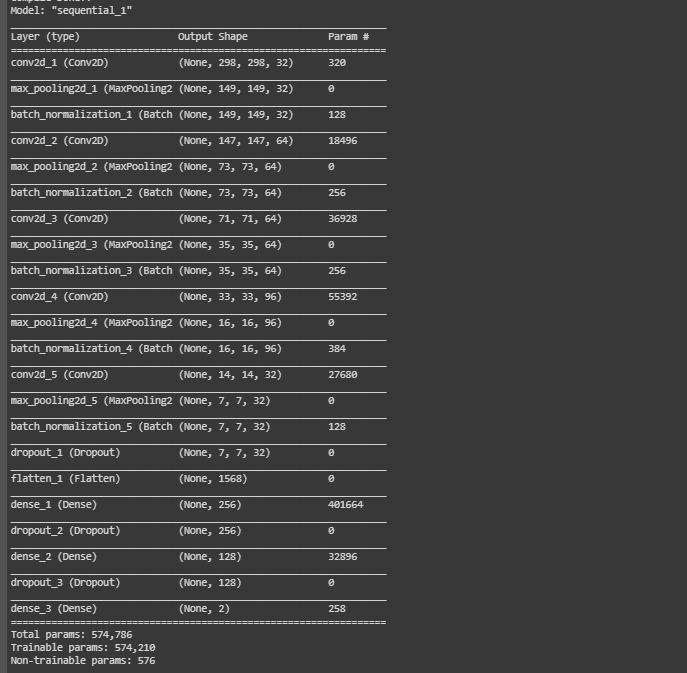 Model: "sequential_1"
Layer (type) Output Shape Param #
conv2d_1 (Conv2D) (None, 298, 298, 32) 320
max_pooling2d_1 (MaxPooling2 (None, 149, 149, 32) 0
batch_normalization_1 (Batch (None, 149, 149, 32) 128
conv2d_2 (Conv2D) (None, 147, 147, 64) 18496
max_pooling2d_2 (MaxPooling2 (None, 73, 73, 64) 0
batch_normalization_2 (Batch (None, 73, 73, 64) 256
conv2d_3 (Conv2D) (None, 71, 71, 64) 36928
max_pooling2d_3 (MaxPooling2 (None, 35, 35, 64) 0
batch_normalization_3 (Batch (None, 35, 35, 64) 256
conv2d_4 (Conv2D) (None, 33, 33, 96) 55392
max_pooling2d_4 (MaxPooling2 (None, 16, 16, 96) 0
batch_normalization_4 (Batch (None, 16, 16, 96) 384
conv2d_5 (Conv2D) (None, 14, 14, 32) 27680
max_pooling2d_5 (MaxPooling2 (None, 7, 7, 32) 0
batch_normalization_5 (Batch (None, 7, 7, 32) 128
dropout_1 (Dropout) (None, 7, 7, 32) 0
flatten_1 (Flatten) (None, 1568) 0
dense_1 (Dense) (None, 256) 401664
dropout_2 (Dropout) (None, 256) 0
dense_2 (Dense) (None, 128) 32896
dropout_3 (Dropout) (None, 128) 0
dense_3 (Dense) (None, 2) 258
Total params: 574,786
Trainable params: 574,210
Non-trainable params: 576